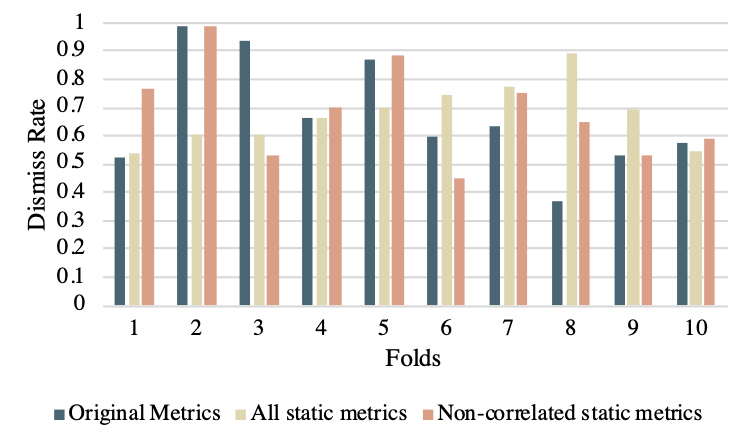 1
0.9
0.8
0.7
0.6
0.5
0.4
0.3
0.2
0.1
0
Dismiss Rate
1 2 3 4 5 6 7 8 9 10
Folds
Original Metrics All static metrics Non-correlated static metrics